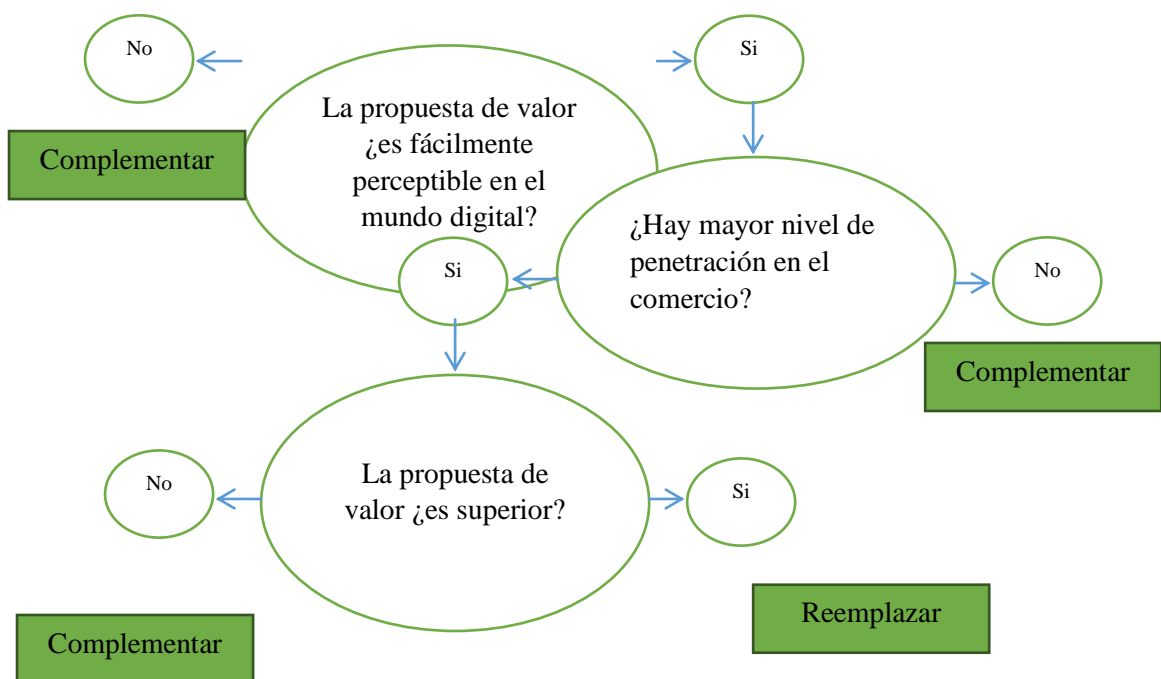 No
Si
La propuesta de valor
¿es fácilmente
perceptible en el
mundo digital?
Complementar
¿Hay mayor nivel de
penetración en el
comercio?
Si
No
Complementar
La propuesta de
valor ¿es superior?
No
Si
Complementar
Reemplazar